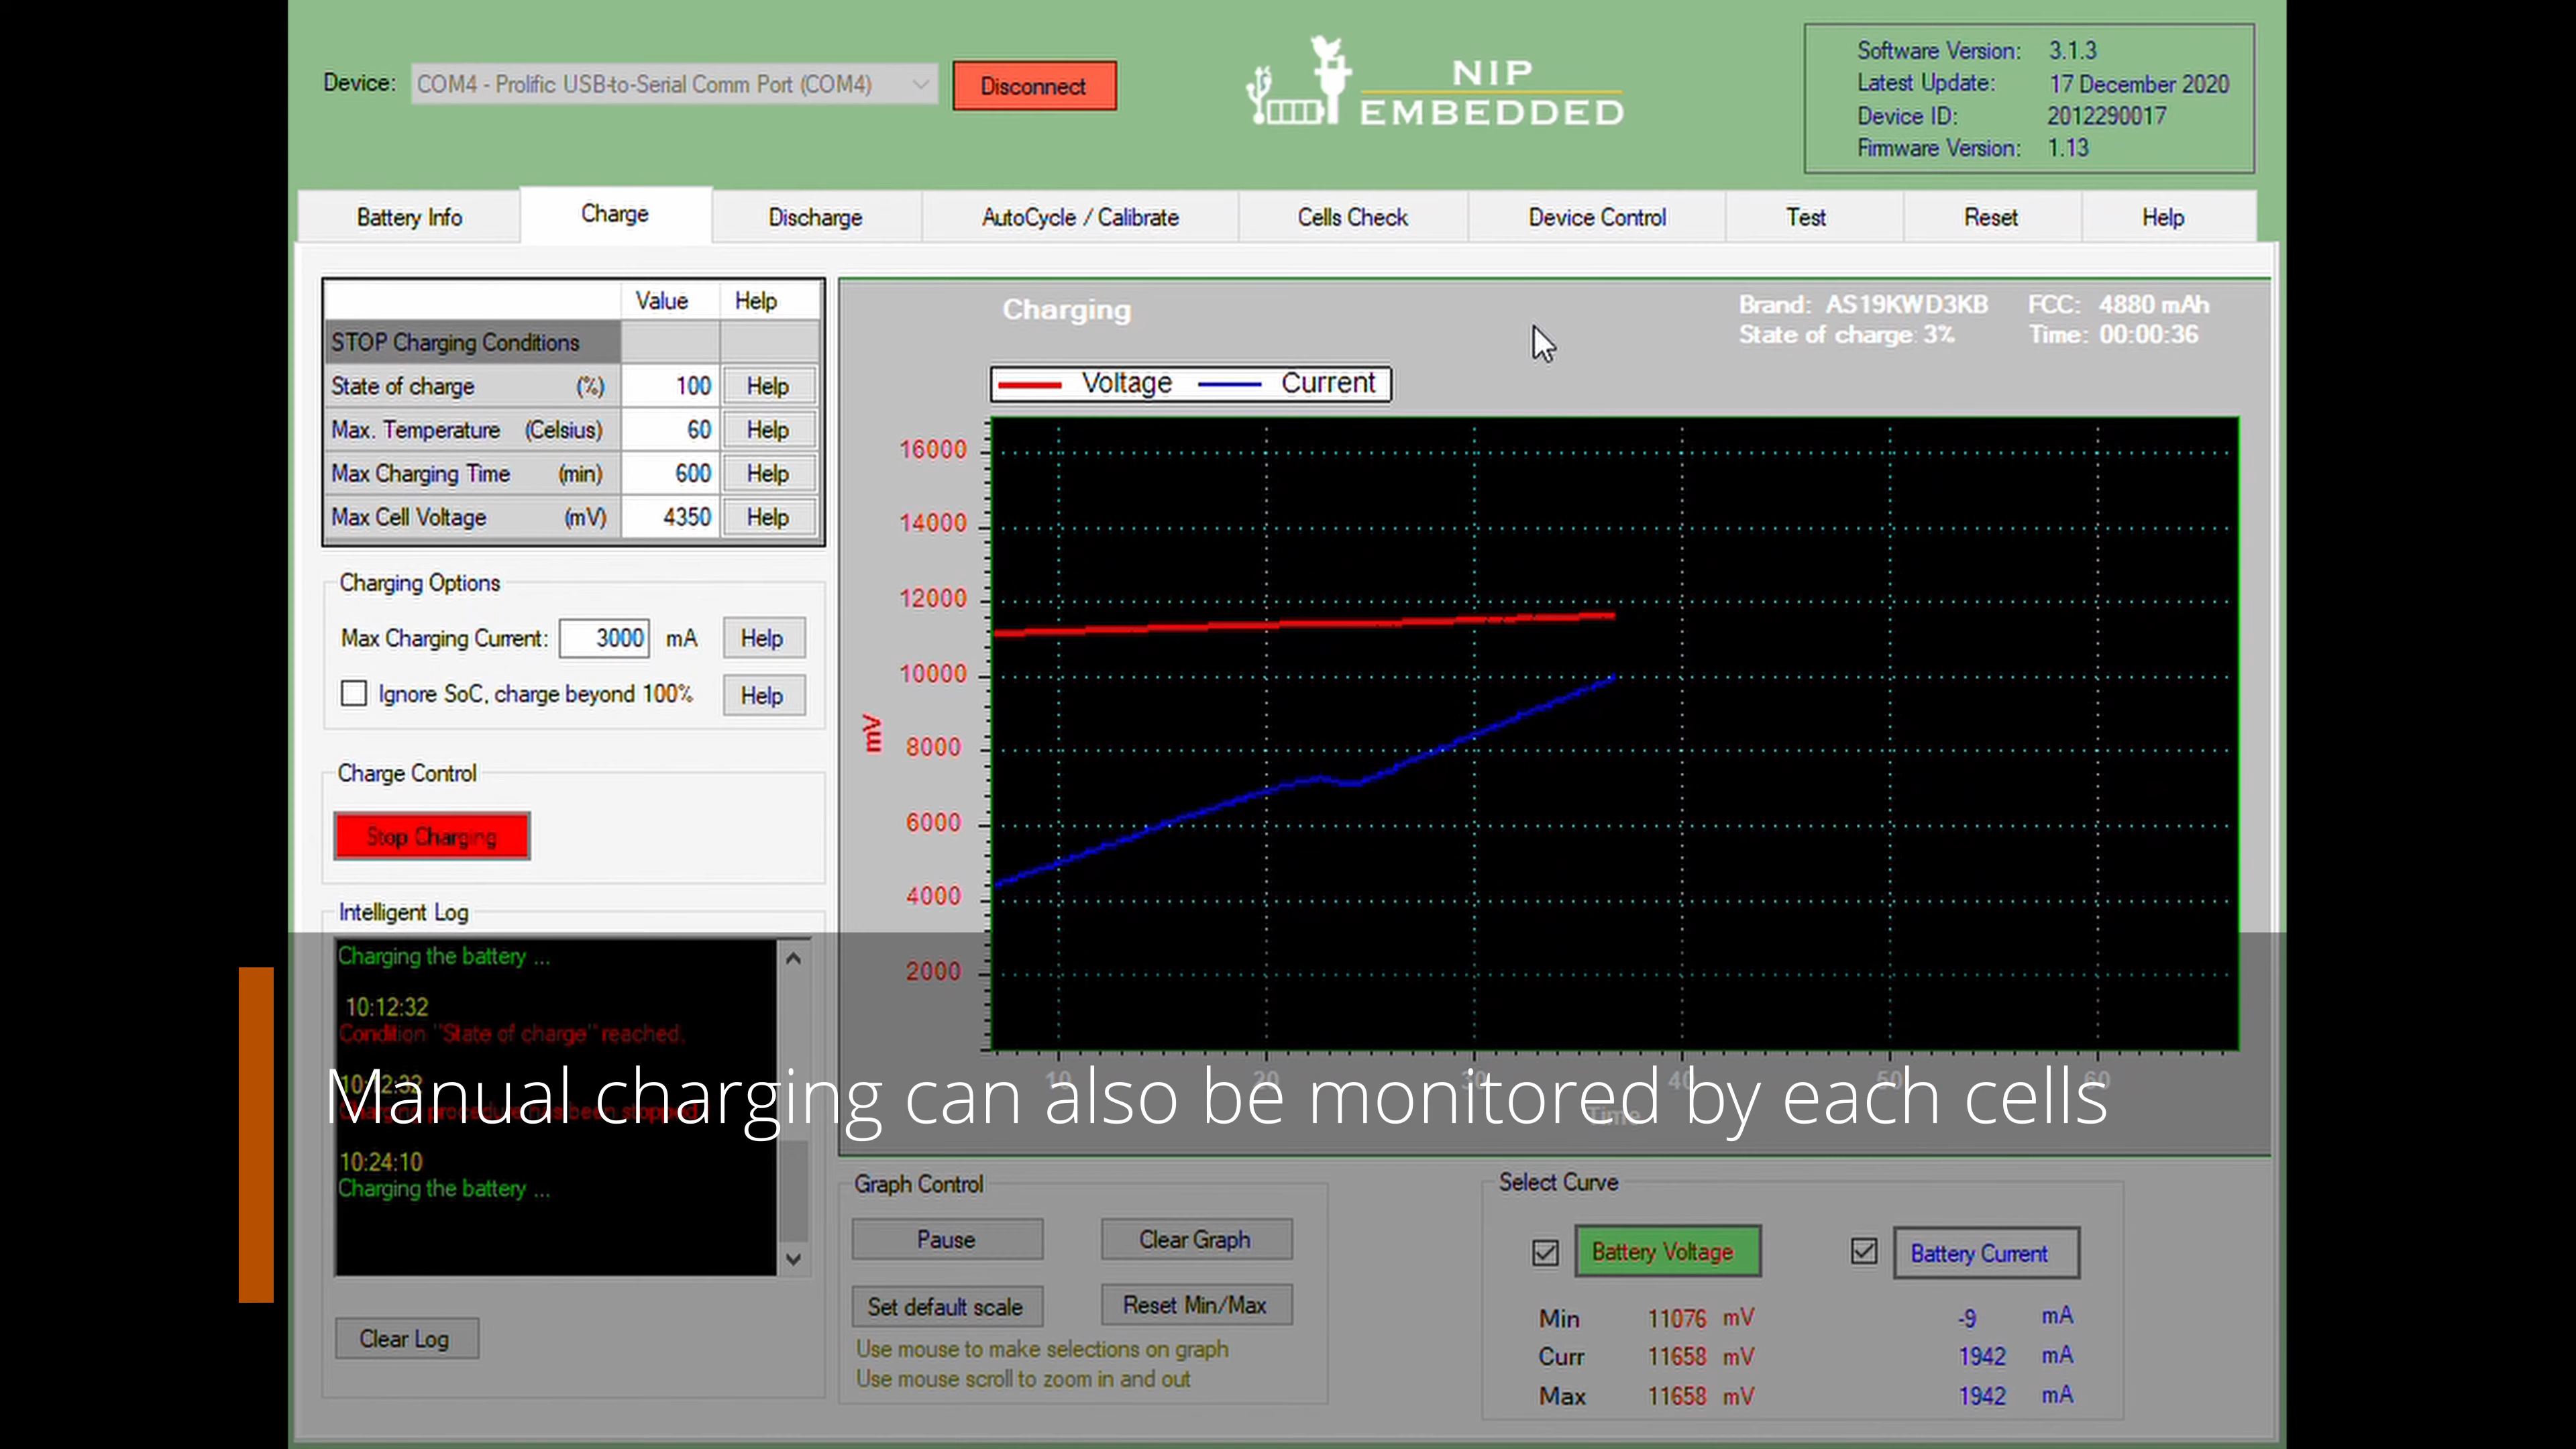 Device: COM4 - Prolific USB-to-Serial Comm Port (COM4) Disconnect
NIP
EMBEDDED
Software Version: 3.1.3
Latest Update: 17 December 2020
Device ID: 2012290017
Firmware Version: 1.13
Battery Info Charge Discharge AutoCycle / Calibrate Cells Check Device Control Test Reset Help
Value Help
STOP Charging Conditions
State of charge (%) 100 Help
Max. Temperature (Celsius) 60 Help
Max Charging Time (min) 600 Help
Max Cell Voltage (mV) 4350 Help
Charging Options
Max Charging Current: 3000 mA Help
Ignore SoC, charge beyond 100% Help
Charge Control
Stop Charging
Intelligent Log
Charging the battery ...
10:12:32
Condition "State of charge" reached.
10:12:32
Charging procedure has been stopped.
10:24:10
Charging the battery ...
Clear Log
Charging
Brand: AS19KWD3KB FCC: 4880 mAh
State of charge: 3% Time: 00:00:36
Voltage Current
16000
14000
12000
10000
8000
6000
4000
2000
mV
10 20 30 40 50 60
Time
Manual charging can also be monitored by each cells
Graph Control
Pause Clear Graph
Set default scale Reset Min/Max
Use mouse to make selections on graph
Use mouse scroll to zoom in and out
Select Curve
Battery Voltage Battery Current
Min 11076 mV -9 mA
Curr 11658 mV 1942 mA
Max 11658 mV 1942 mA